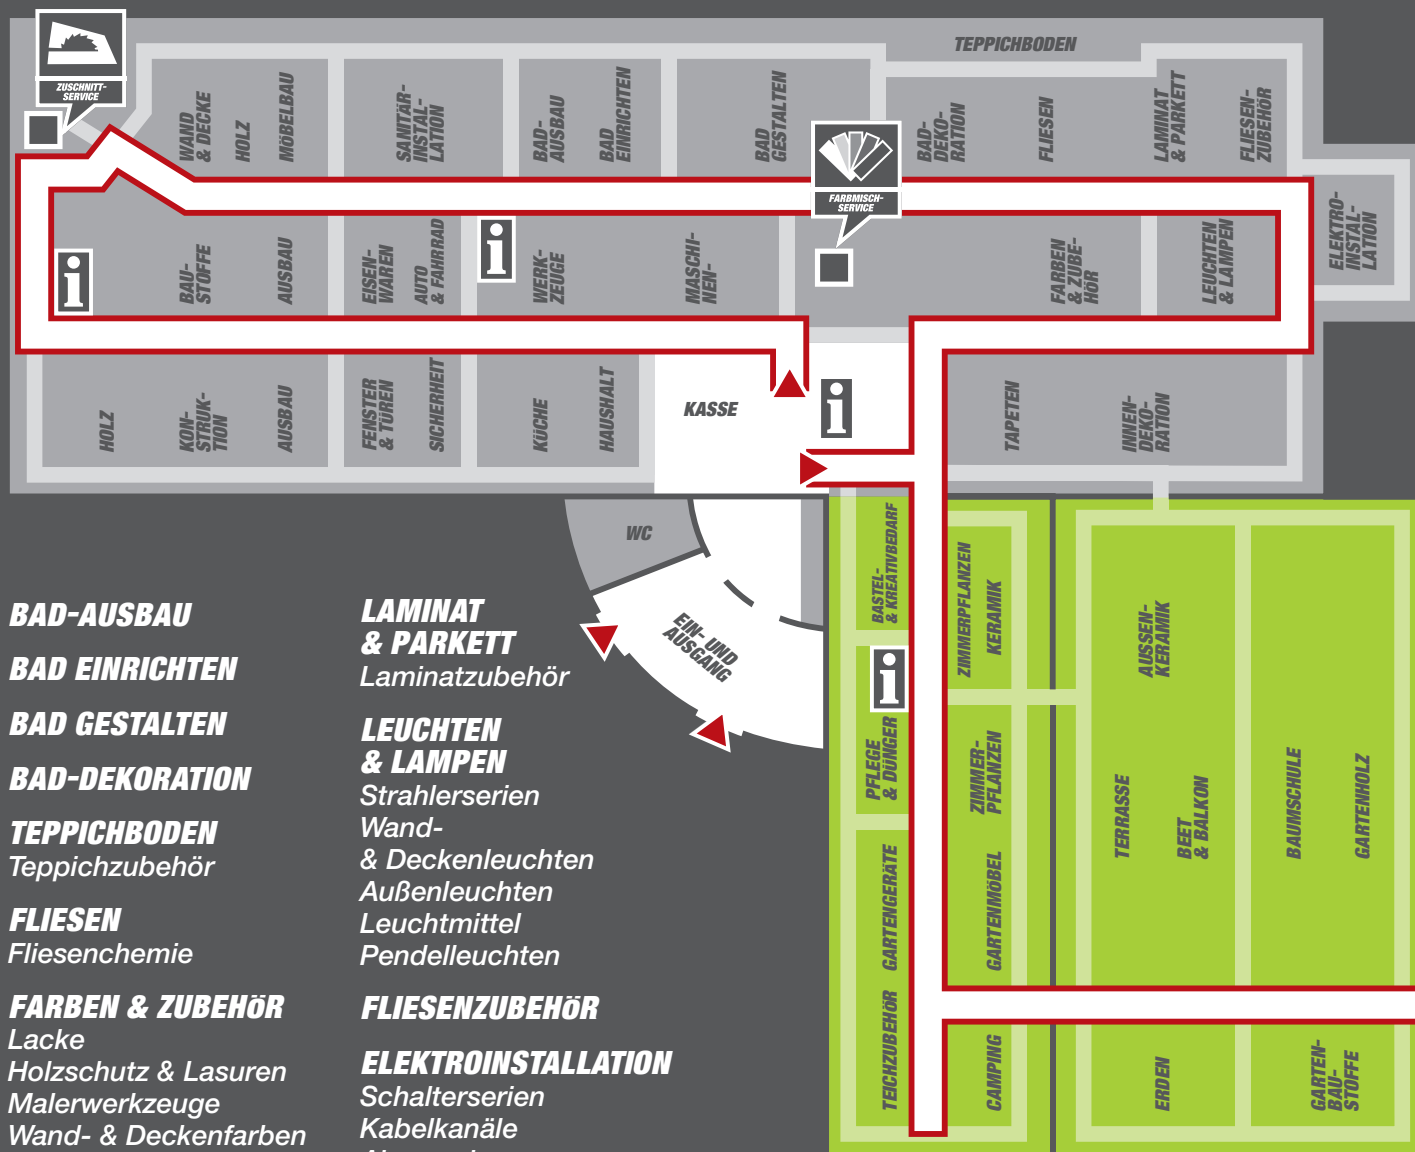 TEPPICHBODEN
ZUSCHNITT-
SERVICE
WAND
& DECKE
HOLZ
MÖBELBAU
SANITÄR-
INSTAL-
LATION
BAD-
AUSBAU
BAD
EINRICHTEN
BAD
GESTALTEN
BAD-
DEKO-
RATION
FLIESEN
LAMINAT
& PARKETT
FLIESEN-
ZUBEHÖR
FARBMISCH-
SERVICE
ELEKTRO-
INSTAL-
LATION
i
BAU-
STOFFE
AUSBAU
EISEN-
WAREN
AUTO
& FAHRRAD
i
WERK-
ZEUGE
MASCHI-
NEN-
FARBEN
& ZUBE-
HÖR
LEUCHTEN
& LAMPEN
HOLZ
KON-
STRUK-
TION
AUSBAU
FENSTER
& TÜREN
SICHERHEIT
KÜCHE
HAUSHALT
KASSE
i
TAPETEN
INNEN-
DEKO-
RATION
WC
EIN- UND
AUSGANG
BASTEL-
& KREATIVBEDARF
ZIMMERPFLANZEN
KERAMIK
AUSSEN-
KERAMIK
i
PFLEGE
& DÜNGER
ZIMMER-
PFLANZEN
TERRASSE
BEET
& BALKON
BAUMSCHULE
GARTENHOLZ
GARTENGERÄTE
GARTENMÖBEL
TEICHZUBEHÖR
CAMPING
ERDEN
GARTEN-
BAU-
STOFFE
BAD-AUSBAU
BAD EINRICHTEN
BAD GESTALTEN
BAD-DEKORATION
TEPPICHBODEN
Teppichzubehör
FLIESEN
Fliesenchemie
FARBEN & ZUBEHÖR
Lacke
Holzschutz & Lasuren
Malerwerkzeuge
Wand- & Deckenfarben
LAMINAT
& PARKETT
Laminatzubehör
LEUCHTEN
& LAMPEN
Strahlerserien
Wand-
& Deckenleuchten
Außenleuchten
Leuchtmittel
Pendelleuchten
FLIESENZUBEHÖR
ELEKTROINSTALLATION
Schalterserien
Kabelkanäle